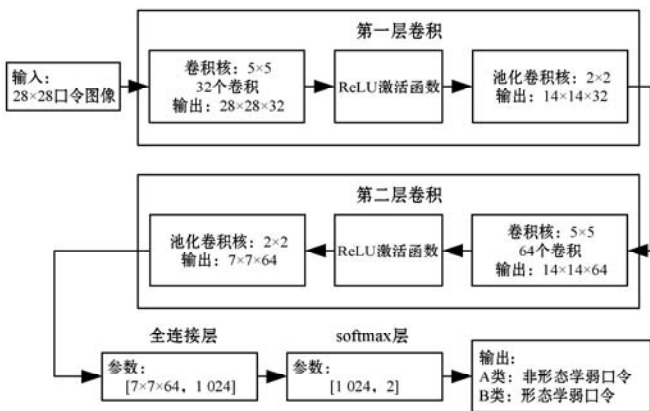 第一层卷积
输入：
28×28口令图像
卷积核：5×5
32个卷积
输出：28×28×32
ReLU激活函数
池化卷积核：2×2
输出：14×14×32
第二层卷积
池化卷积核：2×2
输出：7×7×64
ReLU激活函数
卷积核：5×5
64个卷积
输出：14×14×64
全连接层
参数：
[7×7×64，1 024]
softmax层
参数：
[1 024，2]
输出：
A类：非形态学弱口令
B类：形态学弱口令